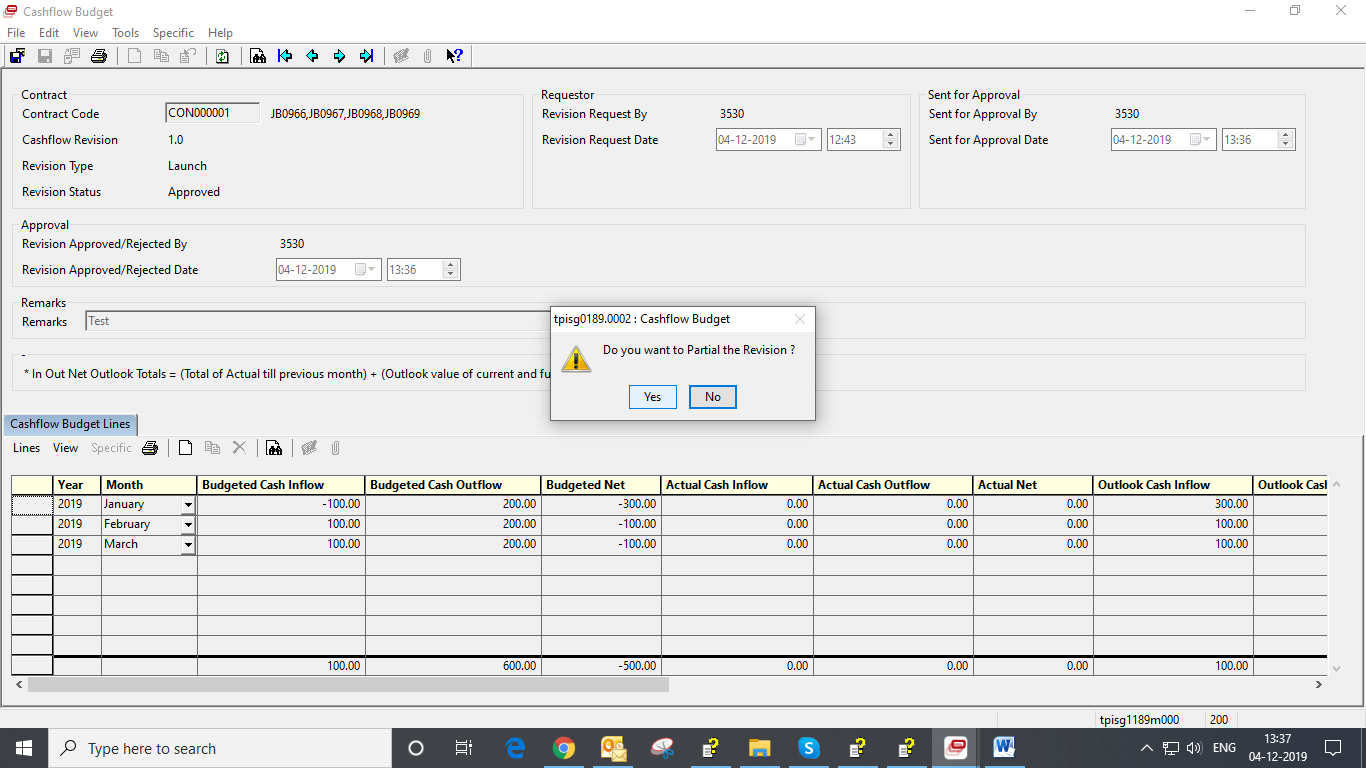 Cashflow Budget
File Edit View Tools Specific Help
Contract
Contract Code CON000001 JB0966,JB0967,JB0968,JB0969
Cashflow Revision 1.0
Revision Type Launch
Revision Status Approved
Requestor
Revision Request By 3530
Revision Request Date 04-12-2019 12:43
Sent for Approval
Sent for Approval By 3530
Sent for Approval Date 04-12-2019 13:36
Approval
Revision Approved/Rejected By 3530
Revision Approved/Rejected Date 04-12-2019 13:36
Remarks
Remarks Test
-
* In Out Net Outlook Totals = (Total of Actual till previous month) + (Outlook value of current and fu
tpisg0189.0002 : Cashflow Budget
Do you want to Partial the Revision ?
Yes No
Cashflow Budget Lines
Lines View Specific
Year Month Budgeted Cash Inflow Budgeted Cash Outflow Budgeted Net Actual Cash Inflow Actual Cash Outflow Actual Net Outlook Cash Inflow Outlook Cash
2019 January -100.00 200.00 -300.00 0.00 0.00 0.00 300.00
2019 February 100.00 200.00 -100.00 0.00 0.00 0.00 100.00
2019 March 100.00 200.00 -100.00 0.00 0.00 0.00 100.00
100.00 600.00 -500.00 0.00 0.00 0.00 100.00
tpisg1189m000 200
Type here to search
ENG
13:37
04-12-2019